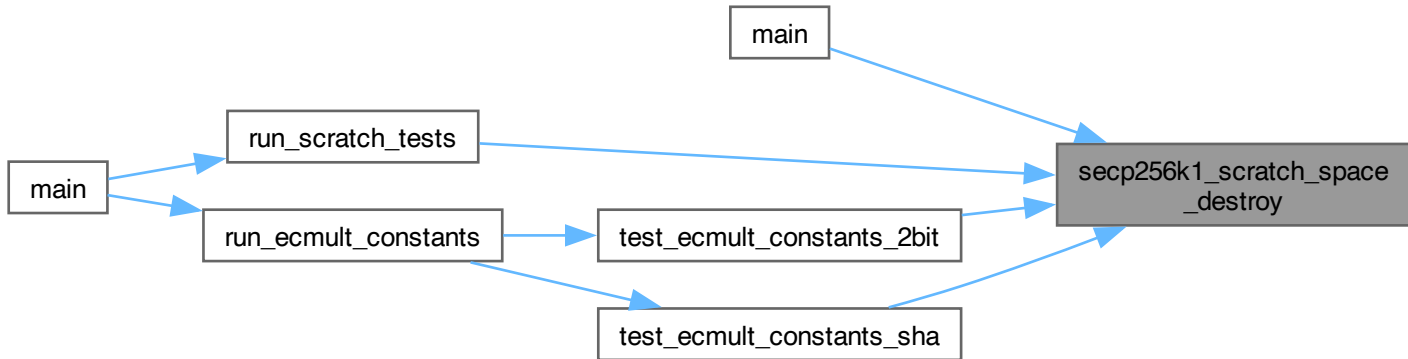 main
run_scratch_tests
main
secp256k1_scratch_space
_destroy
run_ecmult_constants
test_ecmult_constants_2bit
test_ecmult_constants_sha